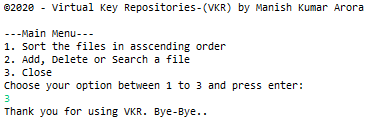 ©2020 - Virtual Key Repositories-(VKR) by Manish Kumar Arora
---Main Menu---
1. Sort the files in asscending order
2. Add, Delete or Search a file
3. Close
Choose your option between 1 to 3 and press enter:
3
Thank you for using VKR. Bye-Bye..